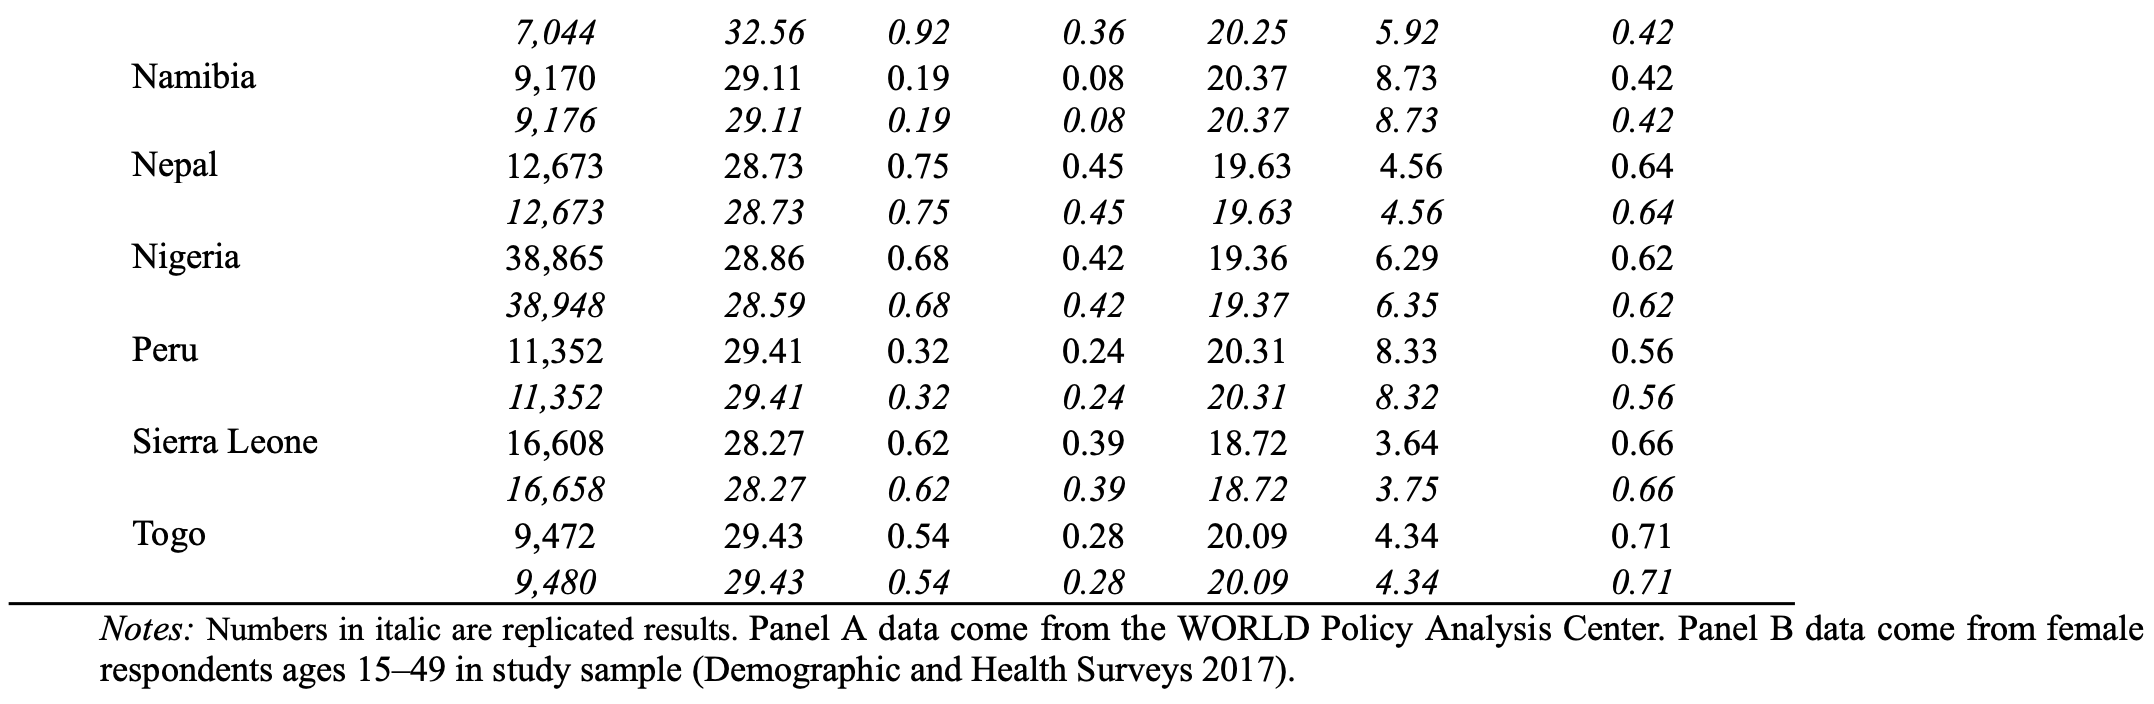 7,044 32.56 0.92 0.36 20.25 5.92 0.42
Namibia 9,170 29.11 0.19 0.08 20.37 8.73 0.42
9,176 29.11 0.19 0.08 20.37 8.73 0.42
Nepal 12,673 28.73 0.75 0.45 19.63 4.56 0.64
12,673 28.73 0.75 0.45 19.63 4.56 0.64
Nigeria 38,865 28.86 0.68 0.42 19.36 6.29 0.62
38,948 28.59 0.68 0.42 19.37 6.35 0.62
Peru 11,352 29.41 0.32 0.24 20.31 8.33 0.56
11,352 29.41 0.32 0.24 20.31 8.32 0.56
Sierra Leone 16,608 28.27 0.62 0.39 18.72 3.64 0.66
16,658 28.27 0.62 0.39 18.72 3.75 0.66
Togo 9,472 29.43 0.54 0.28 20.09 4.34 0.71
9,480 29.43 0.54 0.28 20.09 4.34 0.71
Notes: Numbers in italic are replicated results. Panel A data come from the WORLD Policy Analysis Center. Panel B data come from female
respondents ages 15–49 in study sample (Demographic and Health Surveys 2017).